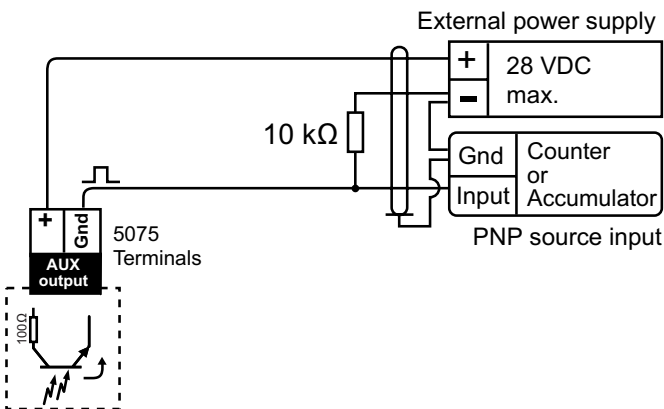 External power supply
+
28 VDC
− max.
10 kΩ
Gnd
Counter
or
Input
Accumulator
PNP source input
+
Gnd
5075
Terminals
AUX
output
100Ω